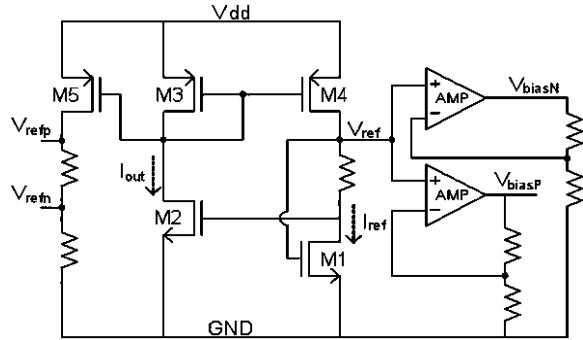 Vdd
M5
M3
M4
AMP
VbiasN
Vrefp
Vref
Iout
Vrefn
AMP
VbiasP
M2
Iref
M1
GND